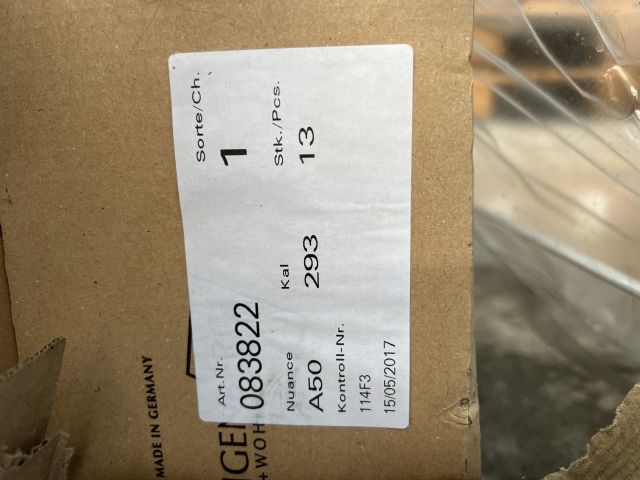 Art.Nr.
Sorte/Ch.
083822
1
Nuance
Kal
Stk./Pcs.
A50
293
13
Kontroll-Nr.
114F3
15/05/2017
MADE IN GERMANY